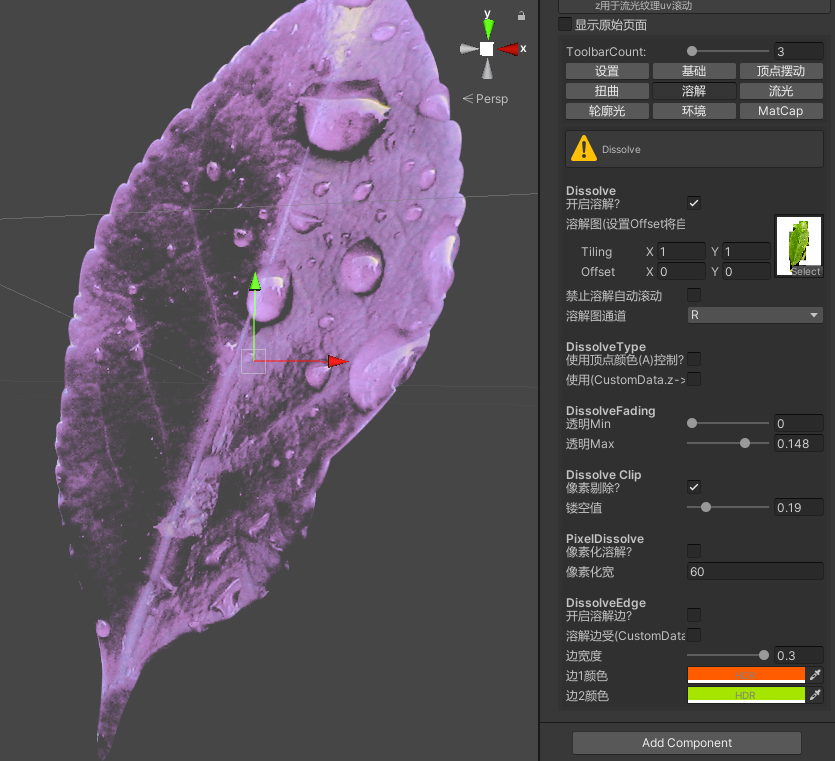 z用于流光纹理uv滚动
显示原始页面
y
x
< Persp
ToolbarCount: 3
设置 基础 顶点摆动
扭曲 溶解 流光
轮廓光 环境 MatCap
Dissolve
Dissolve
开启溶解?
溶解图(设置Offset将自
Tiling X 1 Y 1
Offset X 0 Y 0
Select
禁止溶解自动滚动
溶解图通道 R
DissolveType
使用顶点颜色(A)控制?
使用(CustomData.z->
DissolveFading
透明Min 0
透明Max 0.148
Dissolve Clip
像素剔除?
镂空值 0.19
PixelDissolve
像素化溶解?
像素化宽 60
DissolveEdge
开启溶解边?
溶解边受(CustomData
边宽度 0.3
边1颜色 HDR
边2颜色 HDR
Add Component